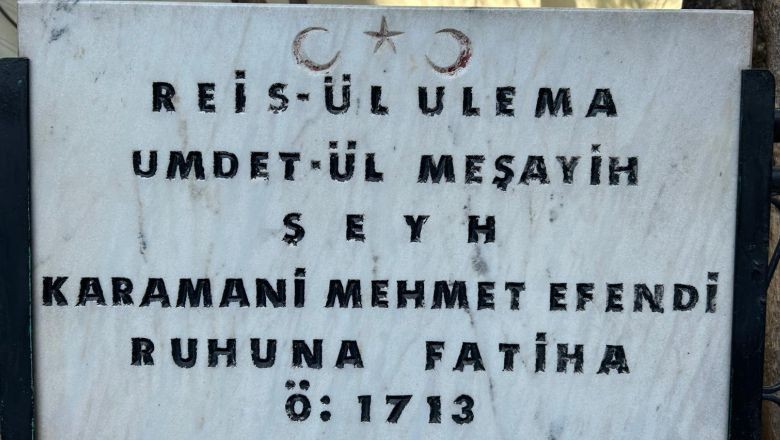 REİS-ÜL ULEMA
UMDET-ÜL MEŞAYİH
ŞEYH
KARAMANİ MEHMET EFENDİ
RUHUNA FATİHA
Ö: 1713